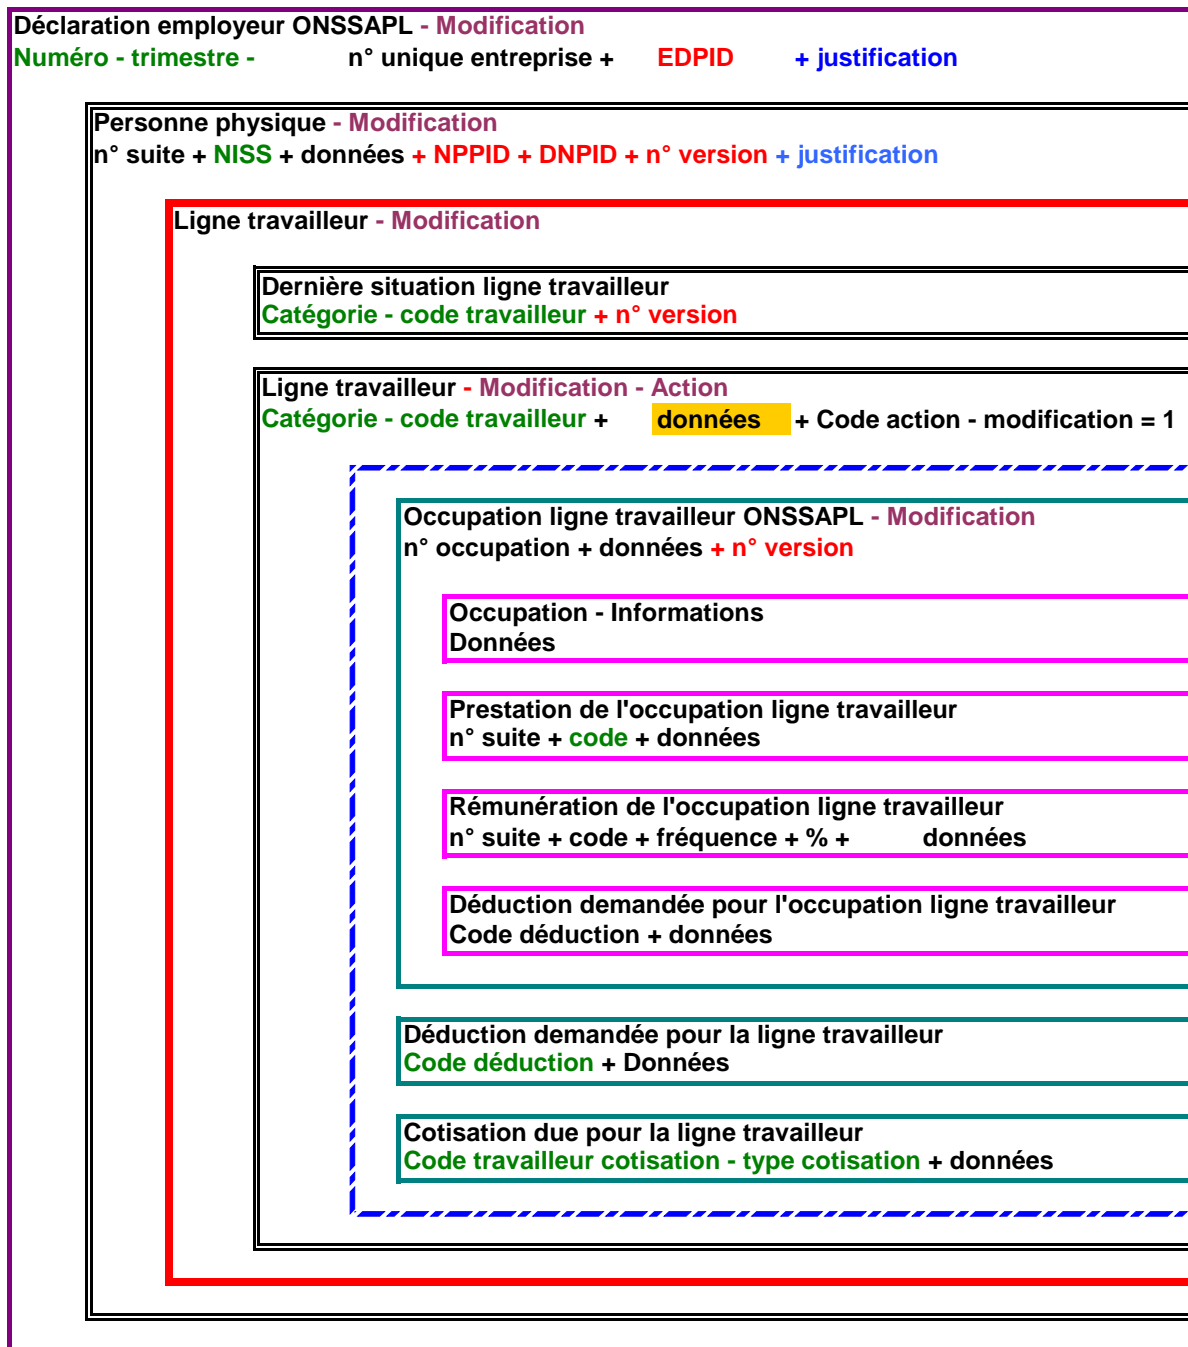 Déclaration employeur ONSSAPL - Modification
Numéro - trimestre - n° unique entreprise + EDPID + justification
Personne physique - Modification
n° suite + NISS + données + NPPID + DNPID + n° version + justification
Ligne travailleur - Modification
Dernière situation ligne travailleur
Catégorie - code travailleur + n° version
Ligne travailleur - Modification - Action
Catégorie - code travailleur + données + Code action - modification = 1
Occupation ligne travailleur ONSSAPL - Modification
n° occupation + données + n° version
Occupation - Informations
Données
Prestation de l'occupation ligne travailleur
n° suite + code + données
Rémunération de l'occupation ligne travailleur
n° suite + code + fréquence + % + données
Déduction demandée pour l'occupation ligne travailleur
Code déduction + données
Déduction demandée pour la ligne travailleur
Code déduction + Données
Cotisation due pour la ligne travailleur
Code travailleur cotisation - type cotisation + données